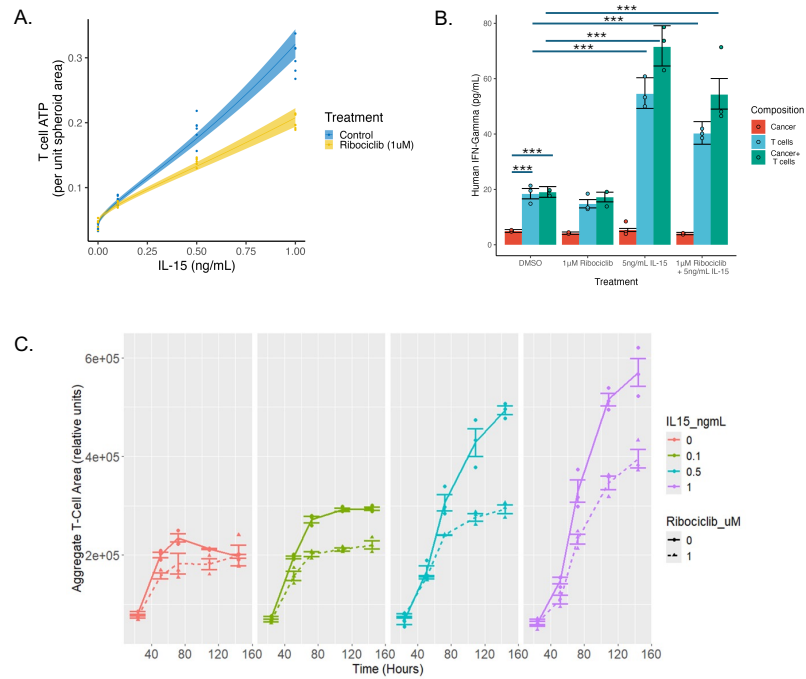 A.
T cell ATP
(per unit spheroid area)
0.3
0.2
0.1
0.00
0.25
0.50
0.75
1.00
IL-15 (ng/mL)
Treatment
Control
Ribociclib (1uM)
B.
Human IFN-Gamma (pg/mL)
80
60
40
20
0
***
***
***
***
***
***
DMSO
1µM Ribociclib
5ng/mL IL-15
1µM Ribociclib
+ 5ng/mL IL-15
Treatment
Composition
Cancer
T cells
Cancer+
T cells
C.
Aggregate T-Cell Area (relative units)
6e+05
4e+05
2e+05
40 80 120 160 40 80 120 160 40 80 120 160 40 80 120 160
Time (Hours)
IL15_ngmL
0
0.1
0.5
1
Ribociclib_uM
0
1